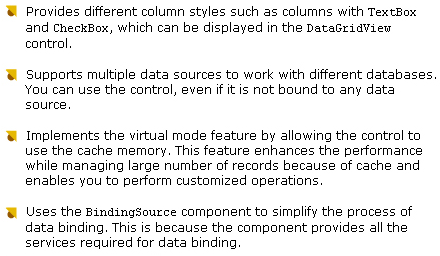 Provides different column styles such as columns with TextBox
and CheckBox, which can be displayed in the DataGridView
control.
Supports multiple data sources to work with different databases.
You can use the control, even if it is not bound to any data
source.
Implements the virtual mode feature by allowing the control to
use the cache memory. This feature enhances the performance
while managing large number of records because of cache and
enables you to perform customized operations.
Uses the BindingSource component to simplify the process of
data binding. This is because the component provides all the
services required for data binding.